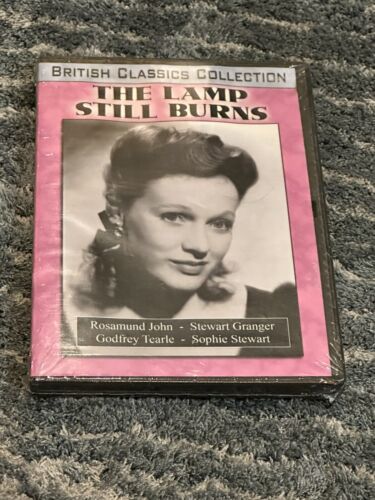 BRITISH CLASSICS COLLECTION
THE LAMP
STILL BURNS
Rosamund John - Stewart Granger
Godfrey Tearle - Sophie Stewart